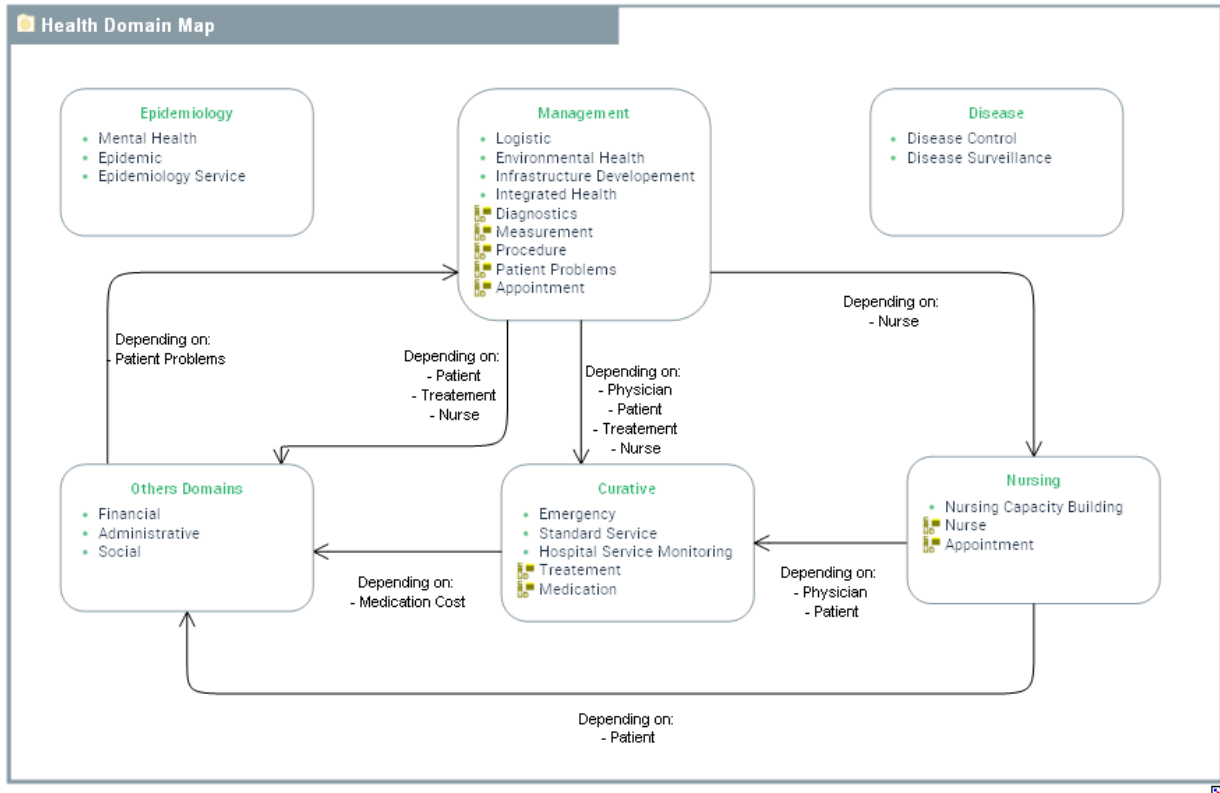 Health Domain Map
Epidemiology
Mental Health
Epidemic
Epidemiology Service
Management
Logistic
Environmental Health
Infrastructure Developement
Integrated Health
Diagnostics
Measurement
Procedure
Patient Problems
Appointment
Disease
Disease Control
Disease Surveillance
Depending on:
- Patient Problems
Depending on:
- Patient
- Treatement
- Nurse
Depending on:
- Physician
- Patient
- Treatement
- Nurse
Depending on:
- Nurse
Others Domains
Financial
Administrative
Social
Depending on:
- Medication Cost
Curative
Emergency
Standard Service
Hospital Service Monitoring
Treatement
Medication
Depending on:
- Physician
- Patient
Nursing
Nursing Capacity Building
Nurse
Appointment
Depending on:
- Patient